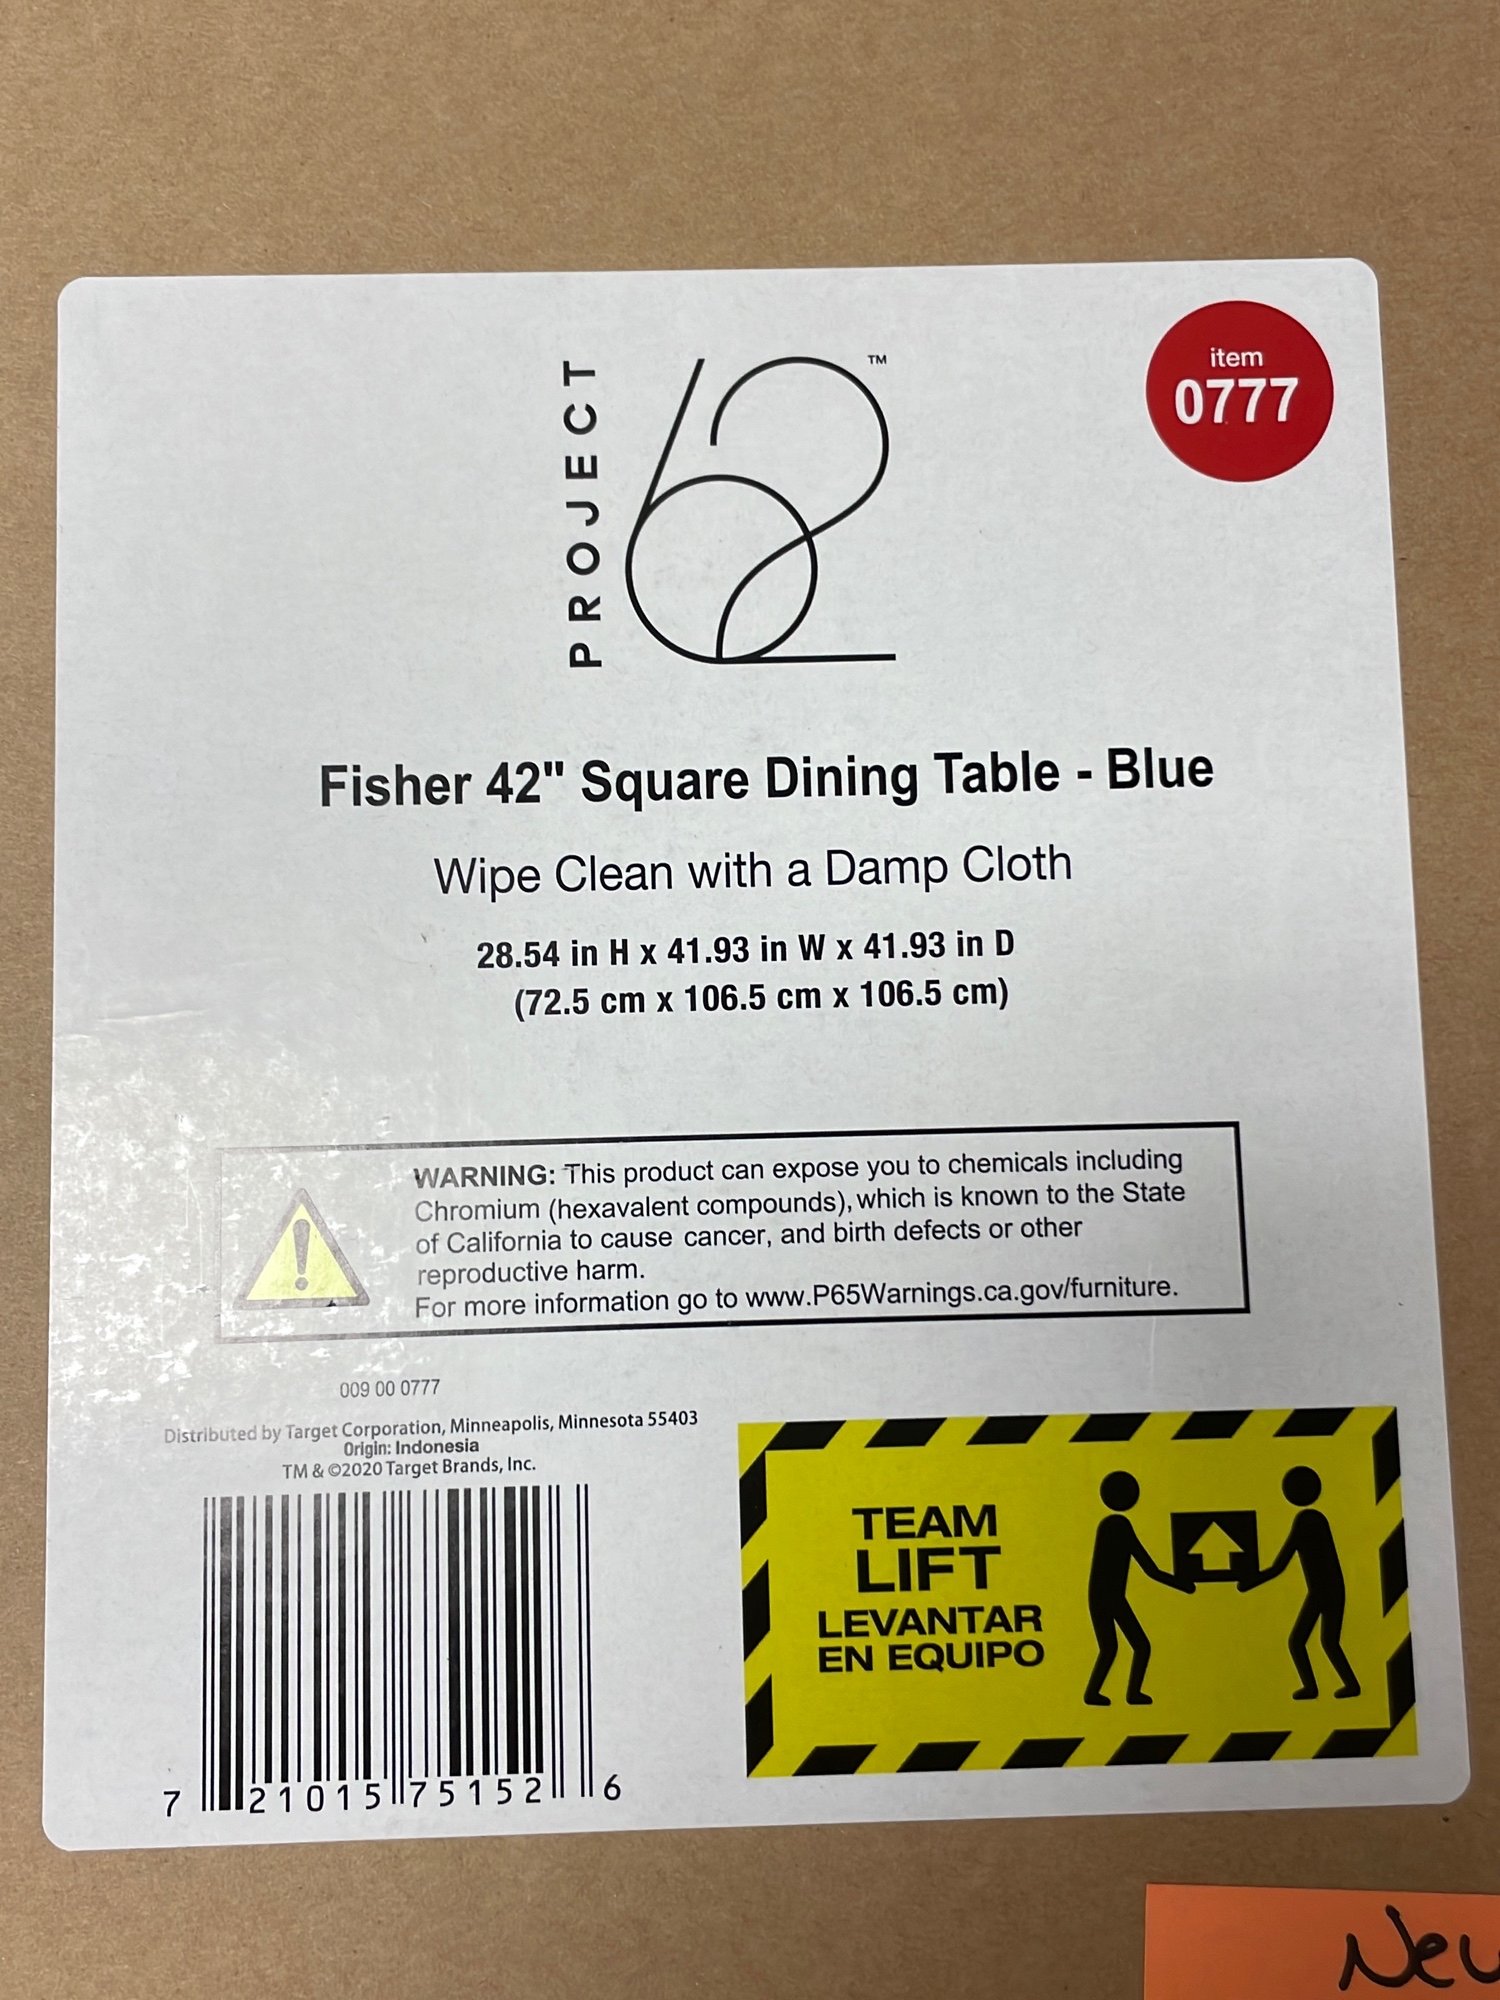 PROJECT
62
TM
item
0777
Fisher 42" Square Dining Table - Blue
Wipe Clean with a Damp Cloth
28.54 in H x 41.93 in W x 41.93 in D
(72.5 cm x 106.5 cm x 106.5 cm)
WARNING: This product can expose you to chemicals including
Chromium (hexavalent compounds), which is known to the State
of California to cause cancer, and birth defects or other
reproductive harm.
For more information go to www.P65Warnings.ca.gov/furniture.
009 00 0777
Distributed by Target Corporation, Minneapolis, Minnesota 55403
Origin: Indonesia
TM & ©2020 Target Brands, Inc.
7 21015 75152 6
TEAM
LIFT
LEVANTAR
EN EQUIPO